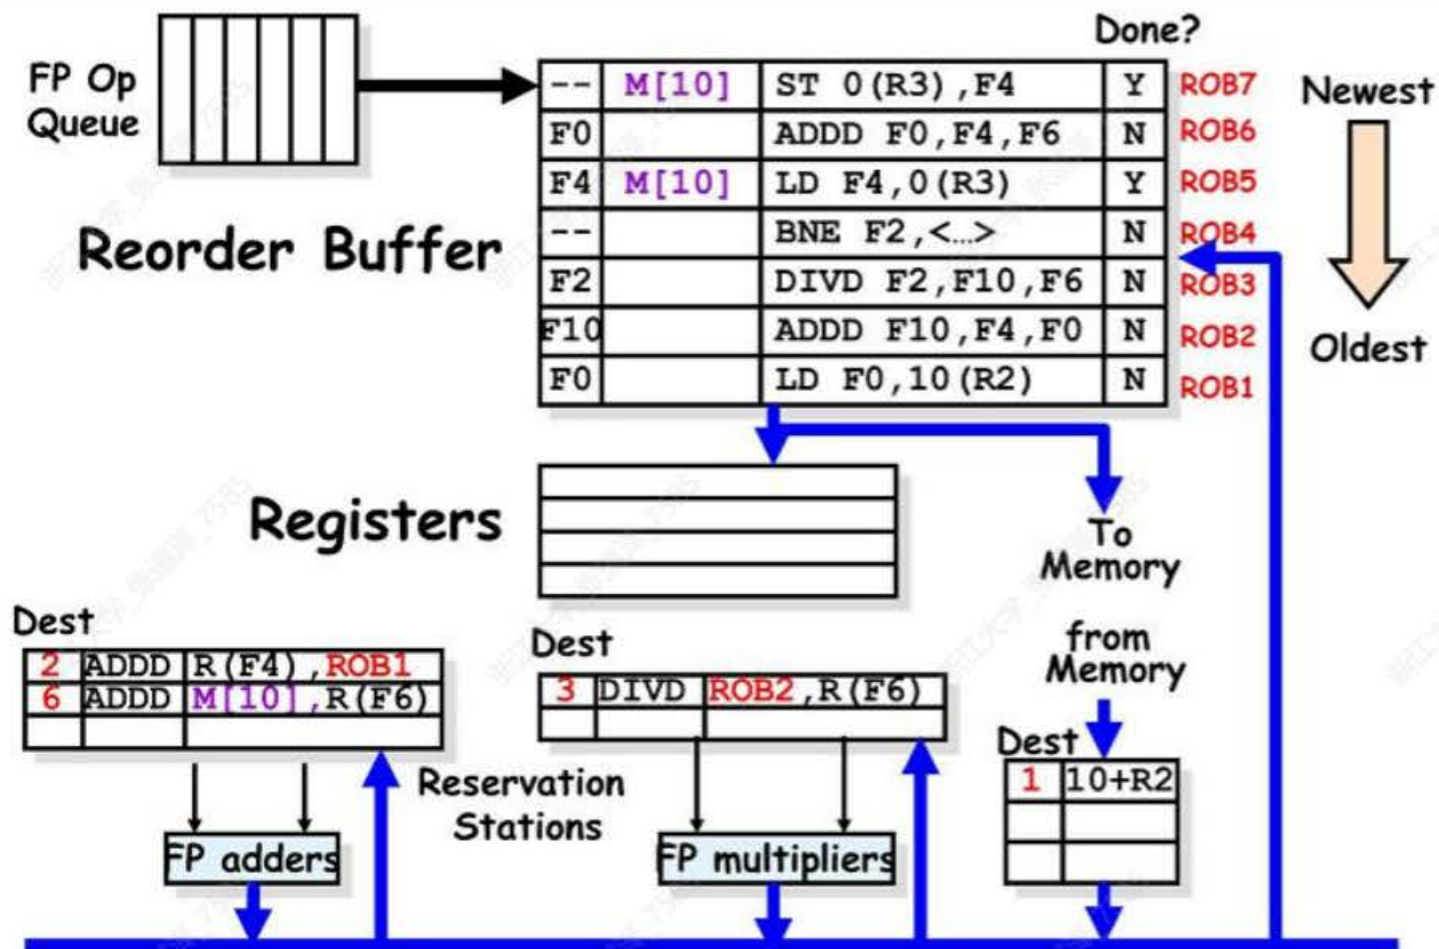 Done?
FP Op
Queue
-- M[10] ST 0(R3),F4 Y ROB7
F0 ADDD F0,F4,F6 N ROB6
F4 M[10] LD F4,0(R3) Y ROB5
-- BNE F2,<…> N ROB4
F2 DIVD F2,F10,F6 N ROB3
F10 ADDD F10,F4,F0 N ROB2
F0 LD F0,10(R2) N ROB1
Newest
Oldest
Reorder Buffer
Registers
To
Memory
from
Memory
Dest
2 ADDD R(F4),ROB1
6 ADDD M[10],R(F6)
Dest
3 DIVD ROB2,R(F6)
Dest
1 10+R2
Reservation
Stations
FP adders
FP multipliers